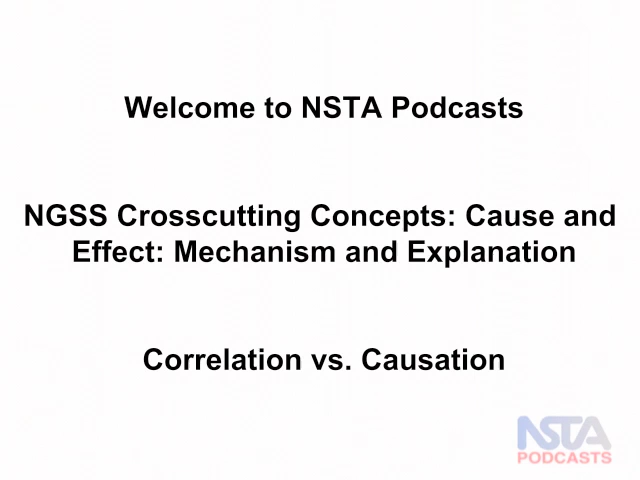 Welcome to NSTA Podcasts
NGSS Crosscutting Concepts: Cause and
Effect: Mechanism and Explanation
Correlation vs. Causation
NSTA
PODCASTS